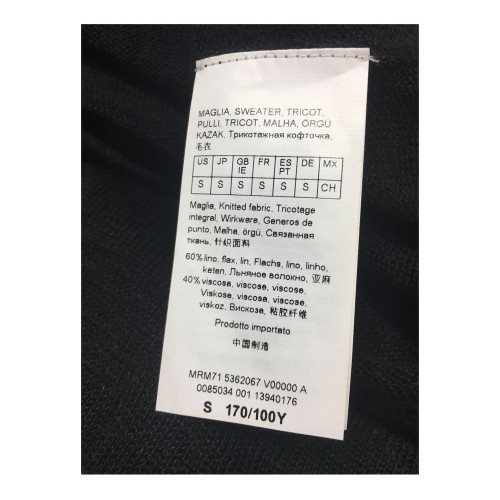 MAGLIA, SWEATER, TRICOT,
PULLI, TRICOT, MALHA, ÖRGÜ
KAZAK, Трикотажная кофточка,
毛衣
US JP GB IE FR ES PT DE MX
S S S S S S CH
Maglia, Knitted fabric, Tricotage
integral, Wirkware, Generos de
punto, Malha, örgü, Связанная
ткань, 针织面料
60% lino, flax, lin, Flachs, lino, linho,
keten, Льняное волокно, 亚麻
40% viscosa, viscose, viscose,
Viskose, viscosa, viscose,
viskoz, Вискоза, 粘胶纤维
Prodotto importato
中国制造
MRM71 5362067 V00000 A
0085034 001 13940176
S 170/100Y